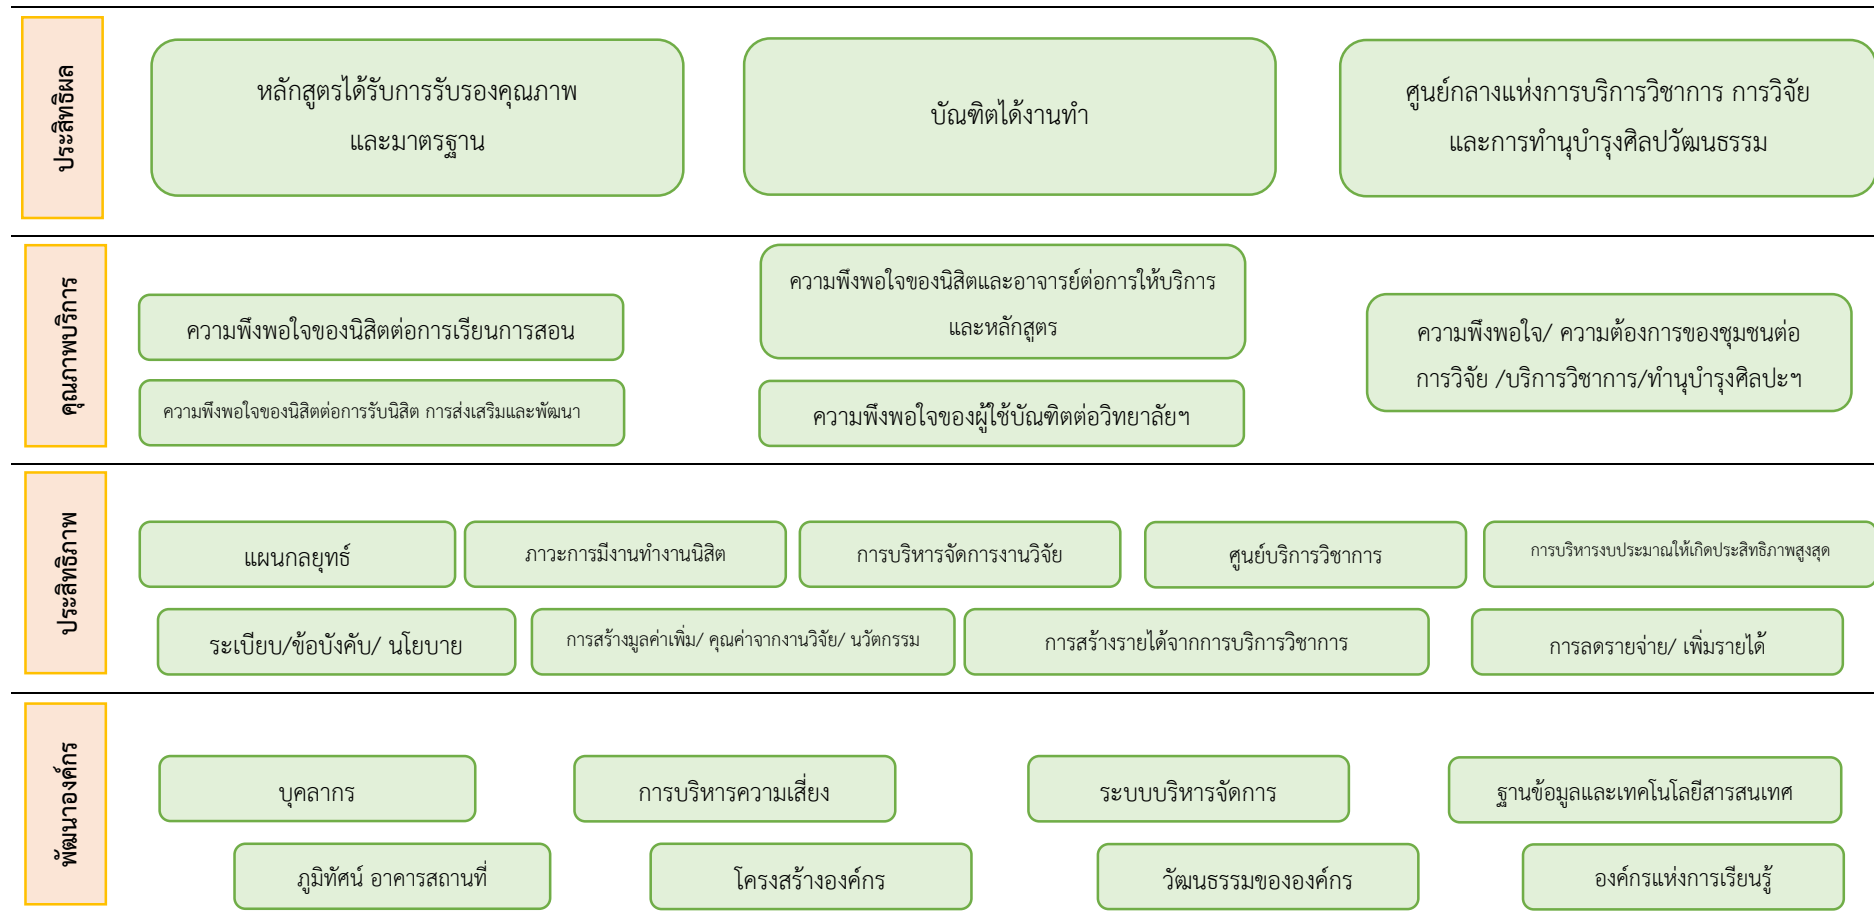 ประสิทธิผล
หลักสูตรได้รับการรับรองคุณภาพ
และมาตรฐาน
บัณฑิตได้งานทำ
ศูนย์กลางแห่งการบริการวิชาการ การวิจัย
และการทำนุบำรุงศิลปวัฒนธรรม
คุณภาพบริการ
ความพึงพอใจของนิสิตต่อการเรียนการสอน
ความพึงพอใจของนิสิตต่อการรับนิสิต การส่งเสริมและพัฒนา
ความพึงพอใจของนิสิตและอาจารย์ต่อการให้บริการ
และหลักสูตร
ความพึงพอใจของผู้ใช้บัณฑิตต่อวิทยาลัยฯ
ความพึงพอใจ/ ความต้องการของชุมชนต่อ
การวิจัย /บริการวิชาการ/ทำนุบำรุงศิลปะฯ
ประสิทธิภาพ
แผนกลยุทธ์
ภาวะการมีงานทำงานนิสิต
การบริหารจัดการงานวิจัย
ศูนย์บริการวิชาการ
การบริหารงบประมาณให้เกิดประสิทธิภาพสูงสุด
ระเบียบ/ข้อบังคับ/ นโยบาย
การสร้างมูลค่าเพิ่ม/ คุณค่าจากงานวิจัย/ นวัตกรรม
การสร้างรายได้จากการบริการวิชาการ
การลดรายจ่าย/ เพิ่มรายได้
พัฒนาองค์กร
บุคลากร
การบริหารความเสี่ยง
ระบบบริหารจัดการ
ฐานข้อมูลและเทคโนโลยีสารสนเทศ
ภูมิทัศน์ อาคารสถานที่
โครงสร้างองค์กร
วัฒนธรรมขององค์กร
องค์กรแห่งการเรียนรู้